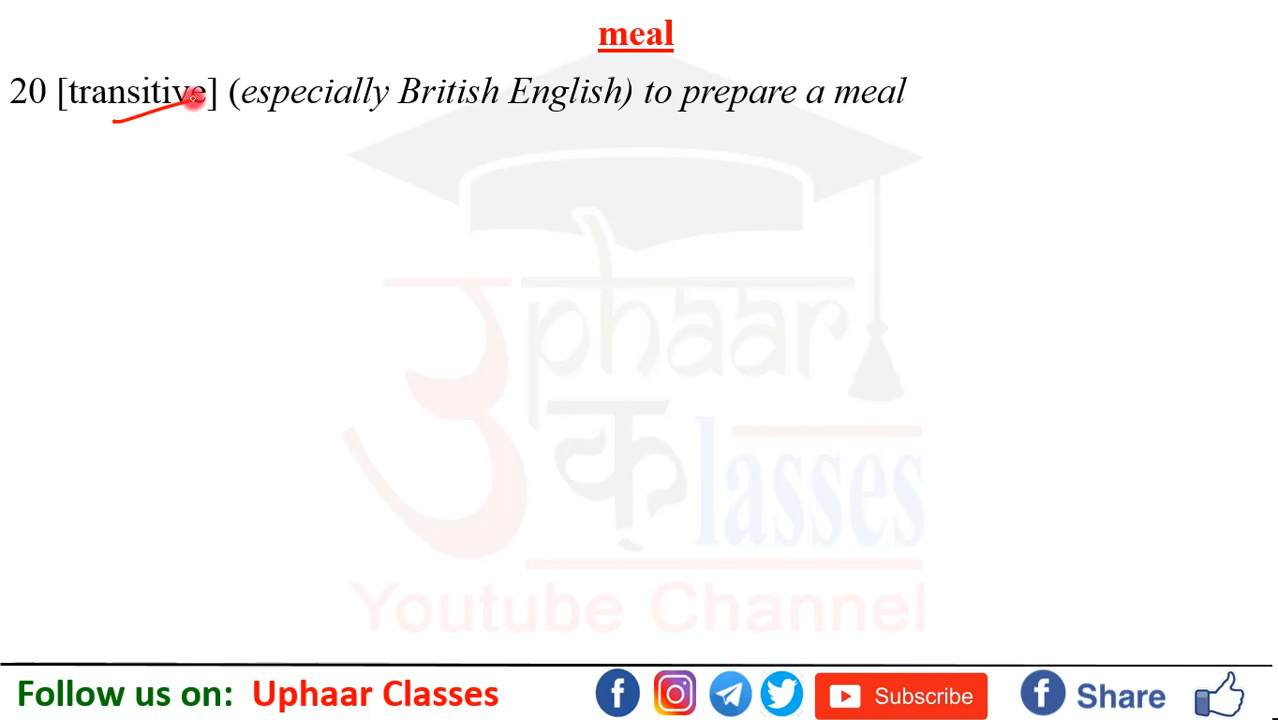 meal
20 [transitive] (especially British English) to prepare a meal
उphaar
कlasses
Youtube Channel
Follow us on: Uphaar Classes
Subscribe
Share